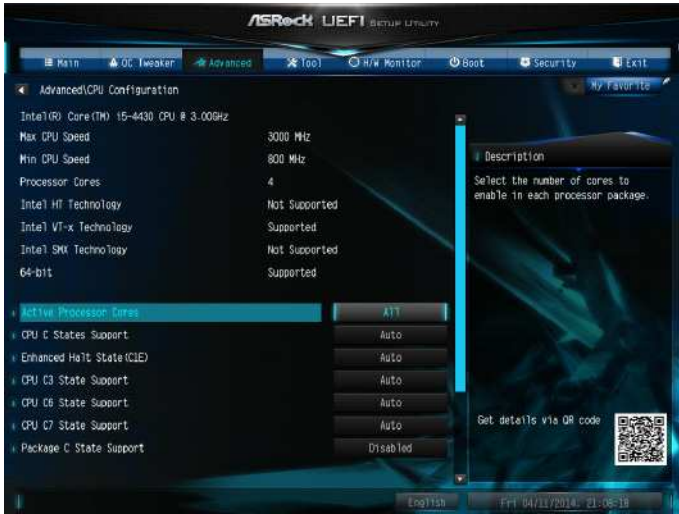 ASRock UEFI SETUP UTILITY
Main OC Tweaker Advanced Tool H/W Monitor Boot Security Exit
Advanced\CPU Configuration
My Favorite
Intel(R) Core(TM) i5-4430 CPU @ 3.00GHz
Max CPU Speed 3000 MHz
Min CPU Speed 800 MHz
Processor Cores 4
Intel HT Technology Not Supported
Intel VT-x Technology Supported
Intel SMX Technology Not Supported
64-bit Supported
Active Processor Cores All
CPU C States Support Auto
Enhanced Halt State(C1E) Auto
CPU C3 State Support Auto
CPU C6 State Support Auto
CPU C7 State Support Auto
Package C State Support Disabled
Description
Select the number of cores to
enable in each processor package.
Get details via QR code
English
Fri 04/11/2014, 21:06:18